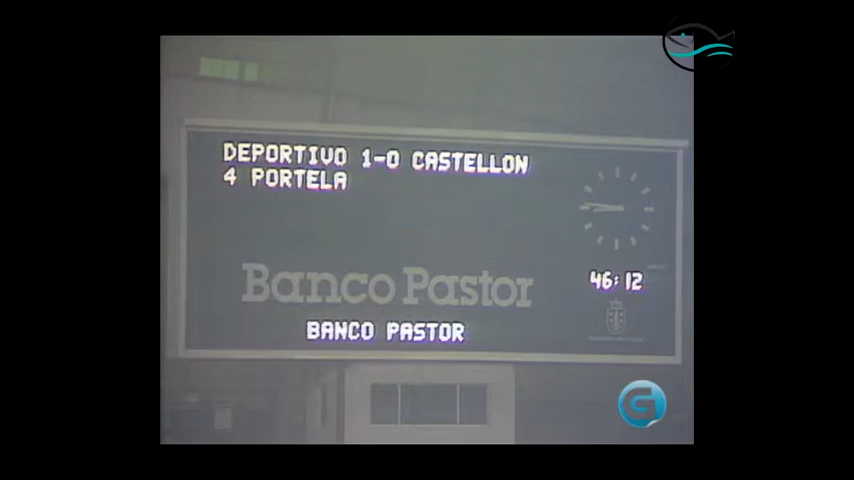 DEPORTIVO 1-0 CASTELLON
4 PORTELA
Banco Pastor
46:12
BANCO PASTOR
G